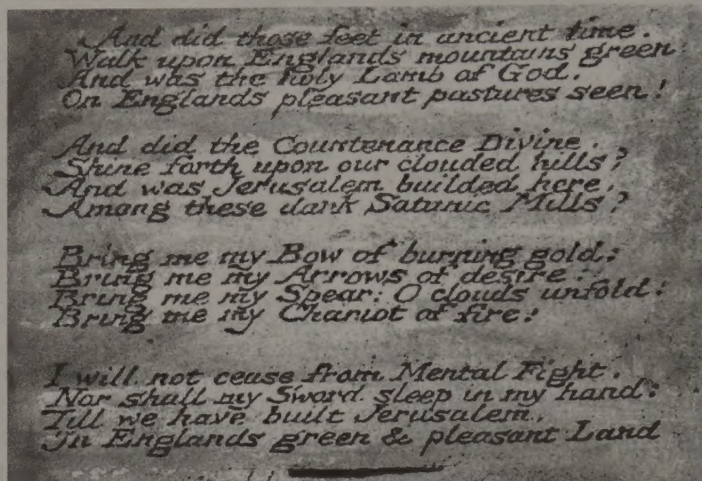 And did those feet in ancient time.
Walk upon Englands mountains green:
And was the holy Lamb of God.
On Englands pleasant pastures seen!
And did the Countenance Divine.
Shine forth upon our clouded hills?
And was Jerusalem builded here.
Among these dark Satanic Mills?
Bring me my Bow of burning gold:
Bring me my Arrows of desire:
Bring me my Spear: O clouds unfold!
Bring me my Chariot of fire!
I will not cease from Mental Fight.
Nor shall my Sword sleep in my hand:
Till we have built Jerusalem.
In Englands green & pleasant Land